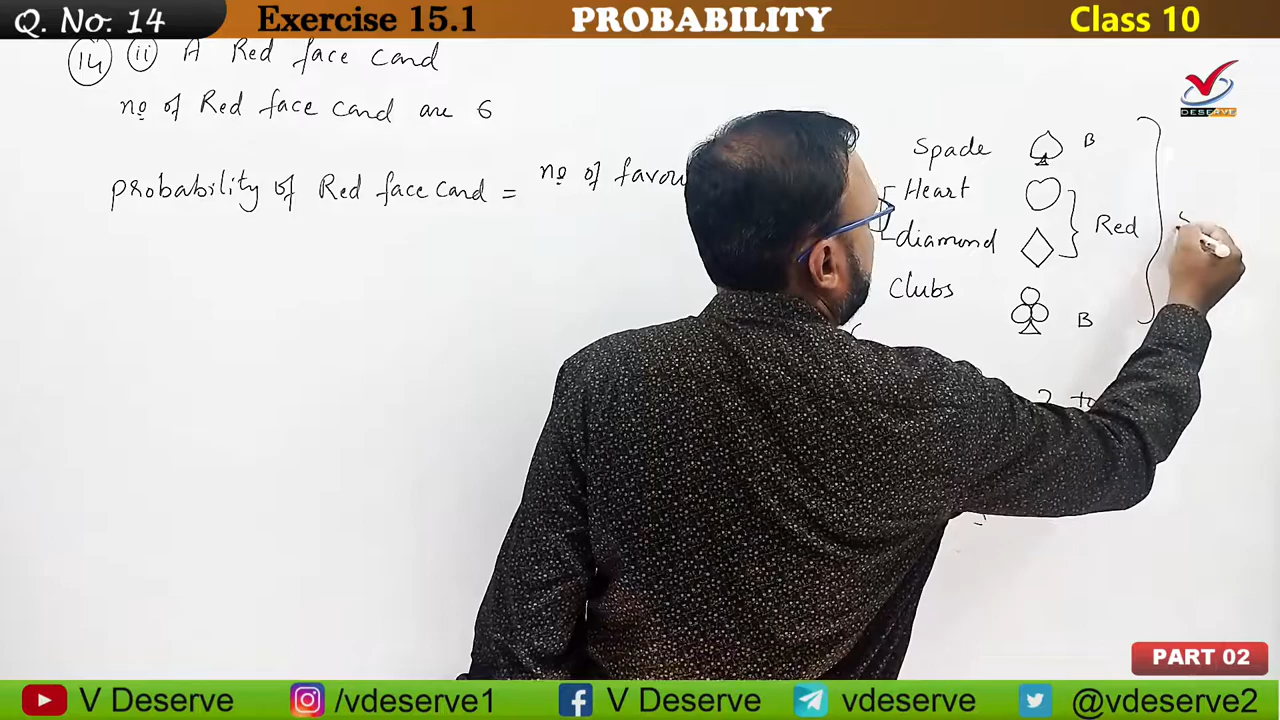 Q. No. 14
Exercise 15.1
PROBABILITY
Class 10
DESERVE
14 ii A Red face card
no of Red face card are 6
probability of Red face card =
no of favou
Spade B
Heart
diamond
Red
Clubs B
PART 02
V Deserve
/vdeserve1
V Deserve
vdeserve
@vdeserve2